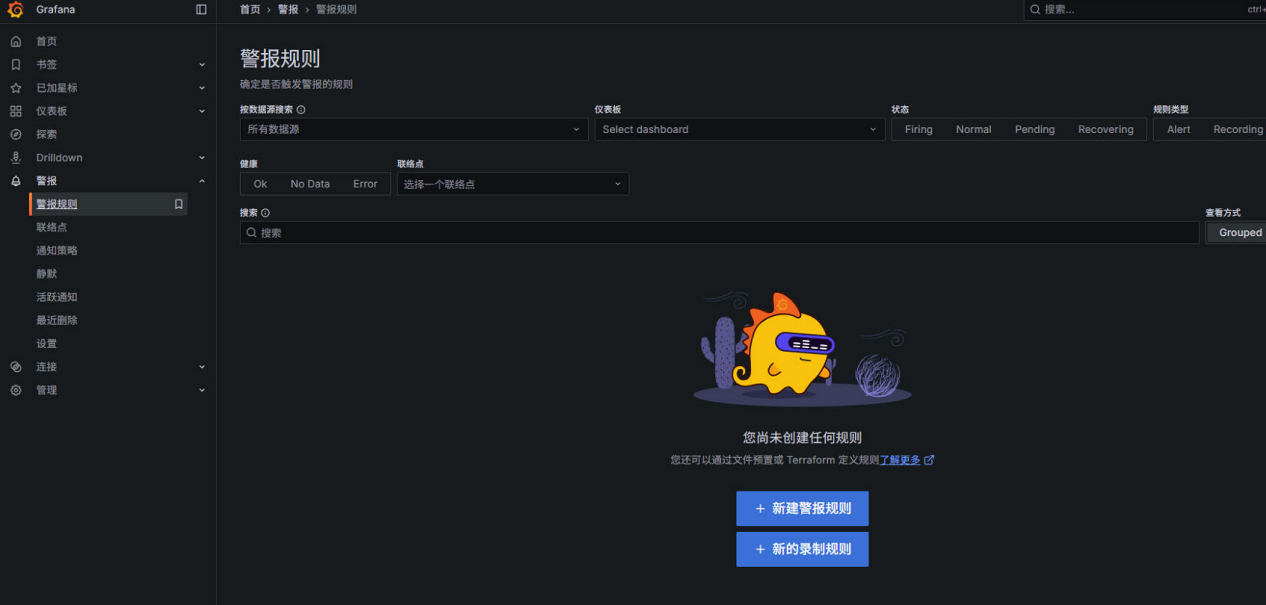 Grafana
首页 › 警报 › 警报规则
搜索...
ctrl+
首页
书签
已加星标
仪表板
探索
Drilldown
警报
警报规则
联络点
通知策略
静默
活跃通知
最近删除
设置
连接
管理
警报规则
确定是否触发警报的规则
按数据源搜索
仪表板
状态
规则类型
所有数据源
Select dashboard
Firing Normal Pending Recovering
Alert Recording
健康
联络点
Ok No Data Error
选择一个联络点
搜索
查看方式
搜索
Grouped
您尚未创建任何规则
您还可以通过文件预置或 Terraform 定义规则了解更多
+ 新建警报规则
+ 新的录制规则